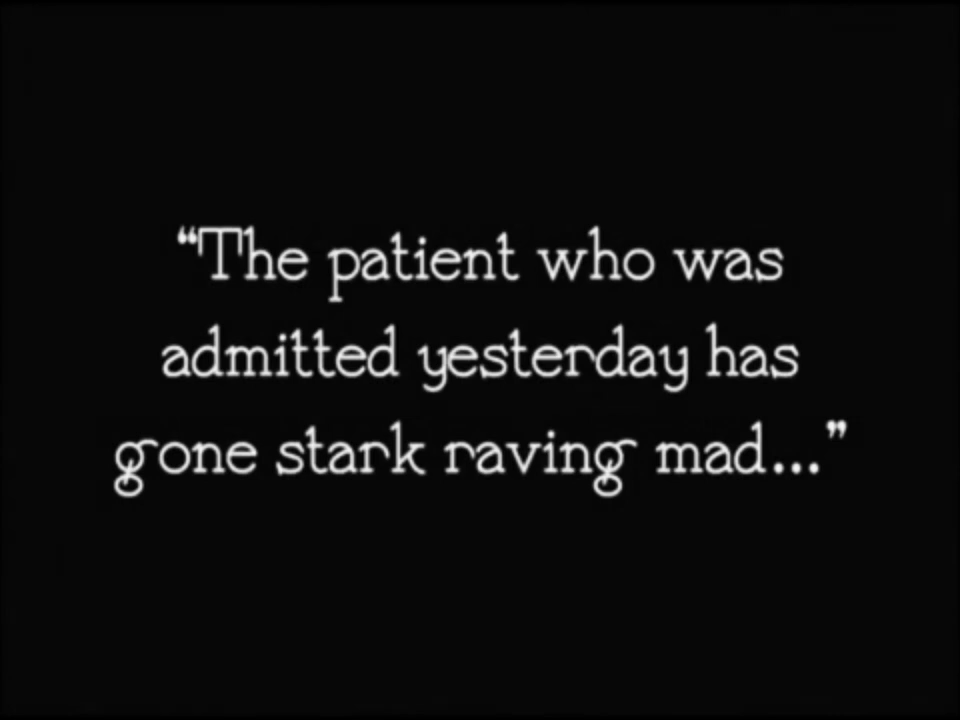 “The patient who was
admitted yesterday has
gone stark raving mad...”